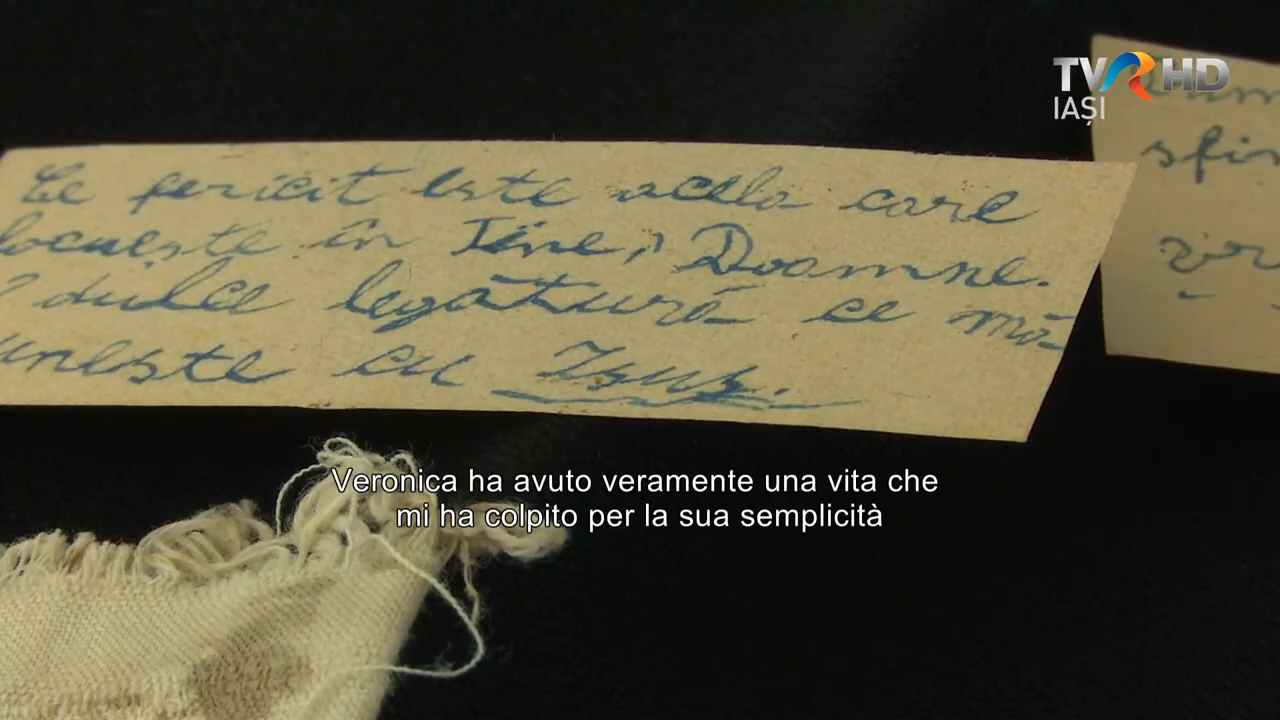 TVR HD
IAȘI
Ce fericit este acela care
locuește în Tine, Doamne.
O dulce legătură ce mă
unește cu Isus.
sfin
Veronica ha avuto veramente una vita che
mi ha colpito per la sua semplicità